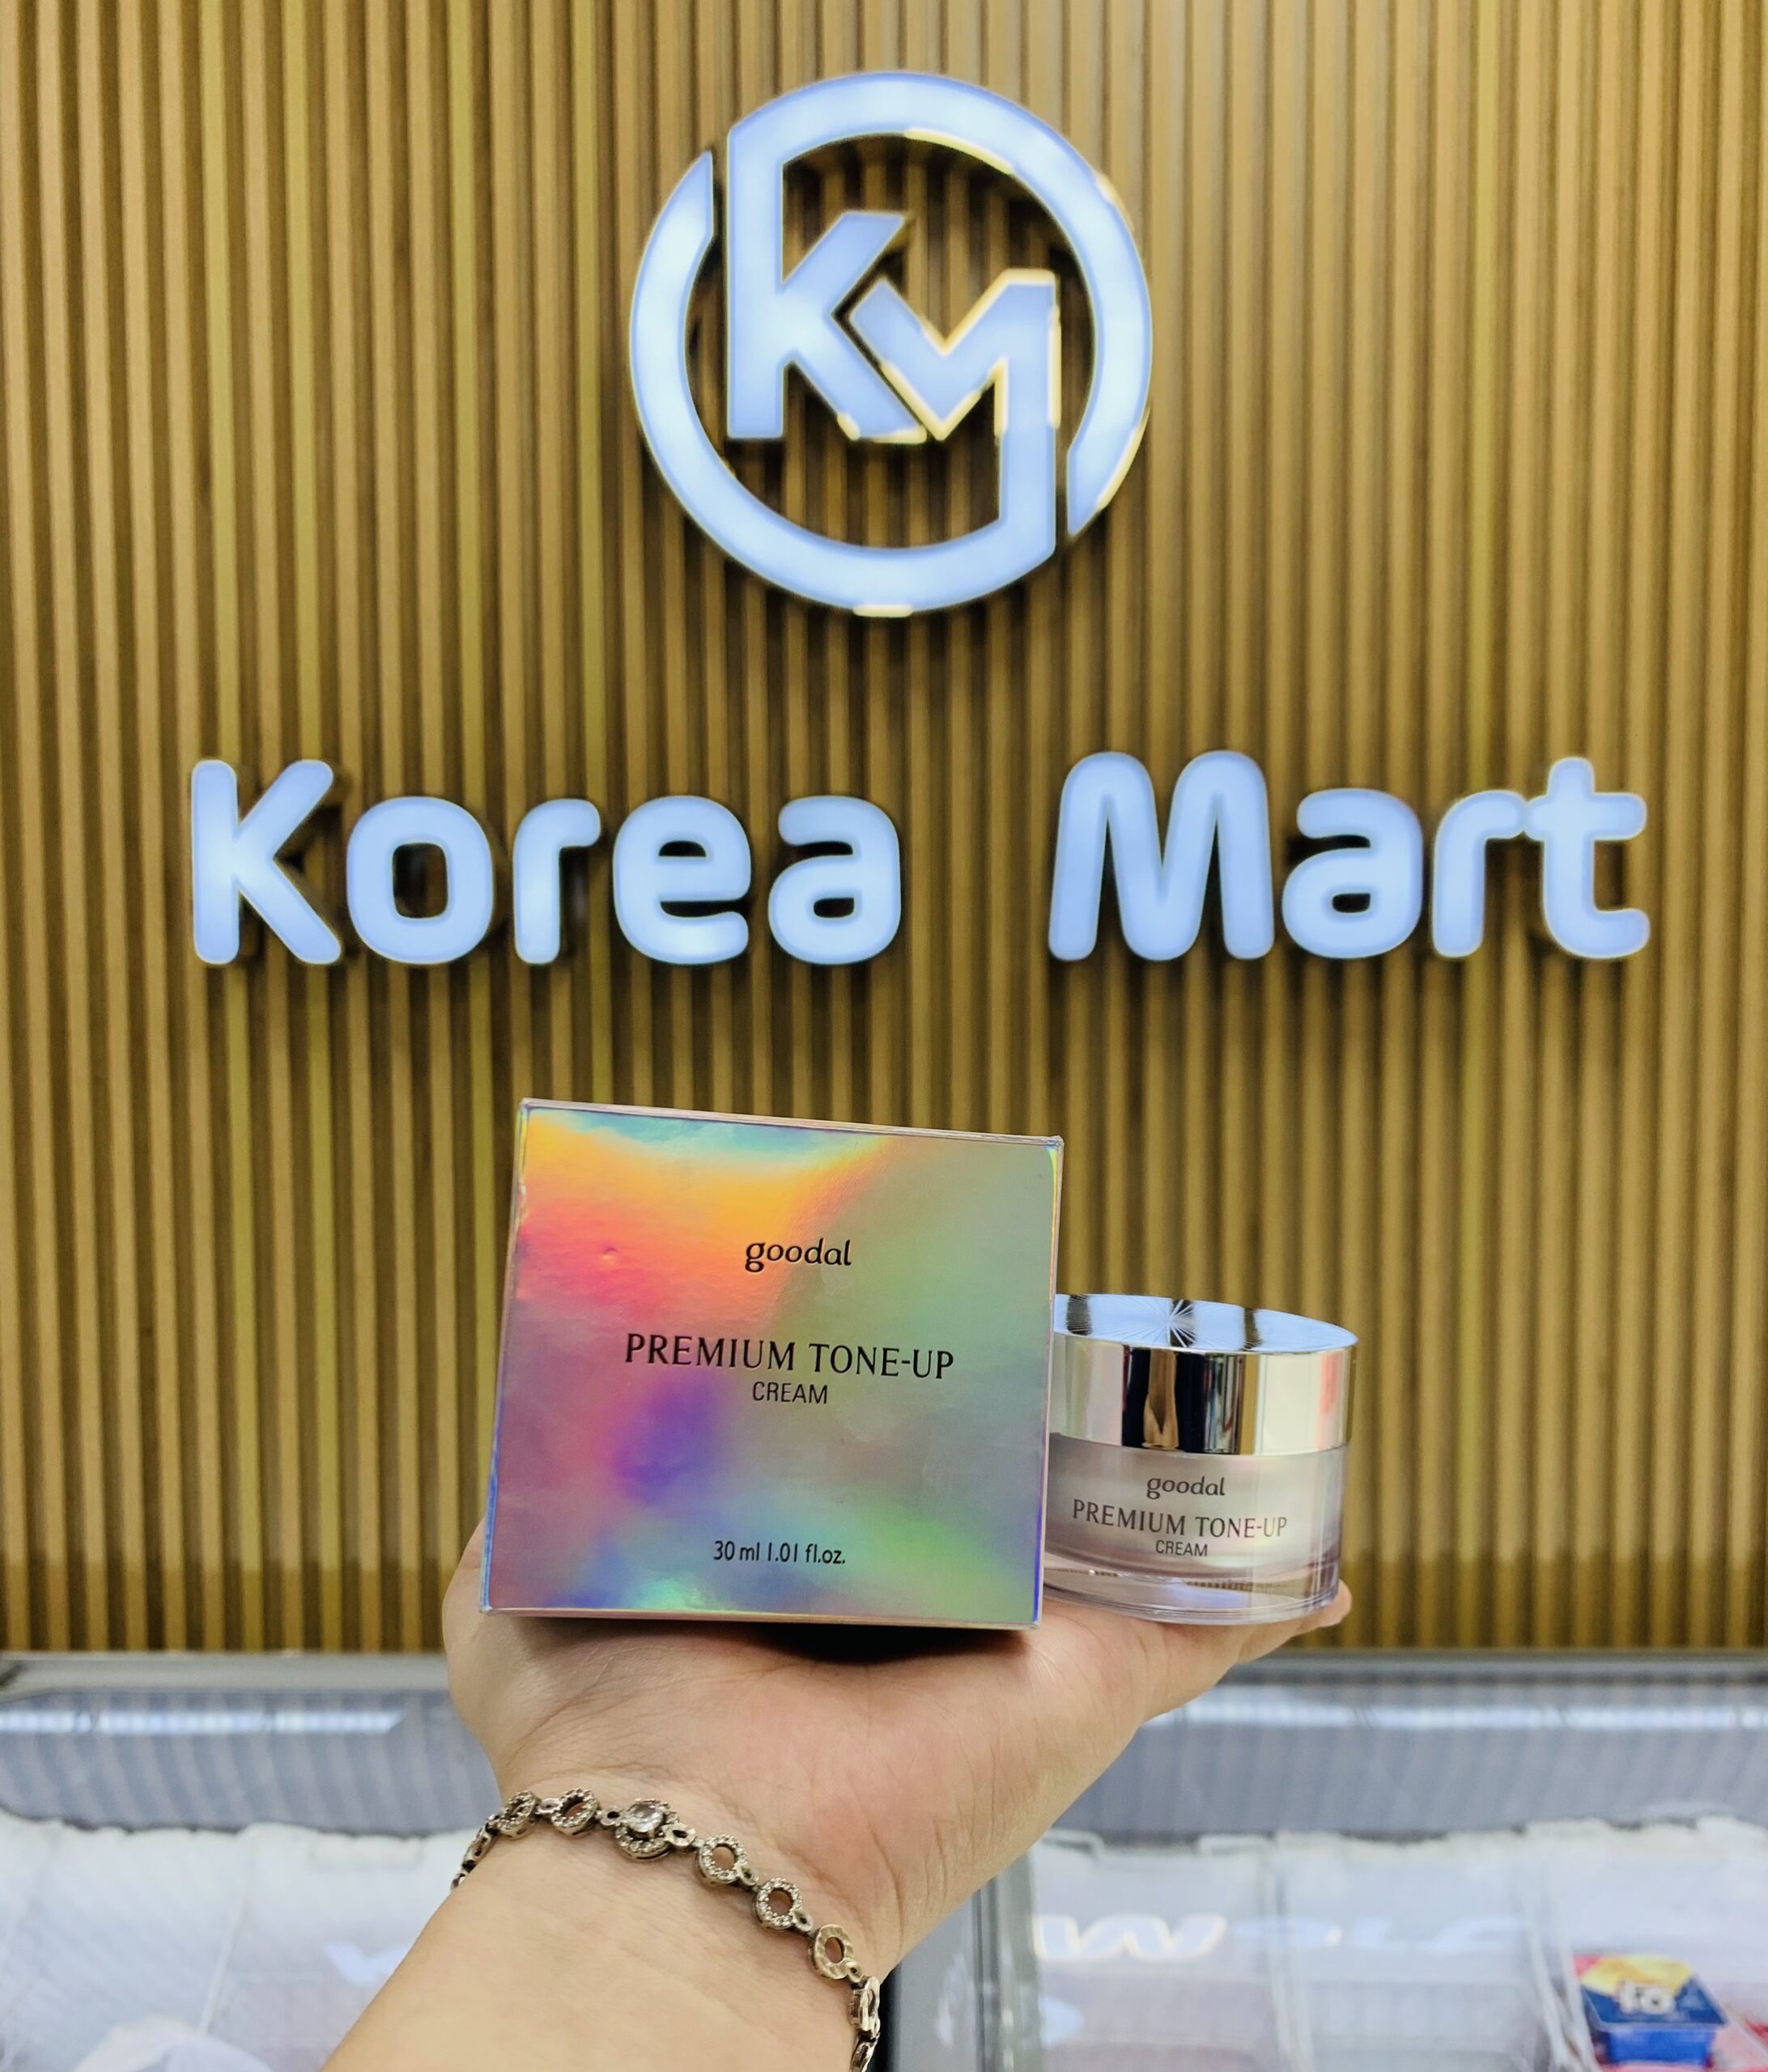 KM
Korea Mart
goodal
PREMIUM TONE-UP
CREAM
30 ml 1.01 fl.oz.
goodal
PREMIUM TONE-UP
CREAM